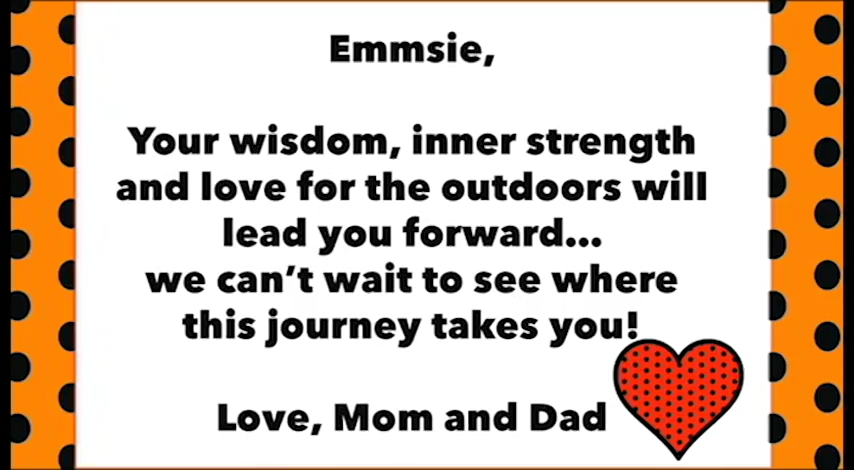 Emmsie,
Your wisdom, inner strength
and love for the outdoors will
lead you forward...
we can't wait to see where
this journey takes you!
Love, Mom and Dad